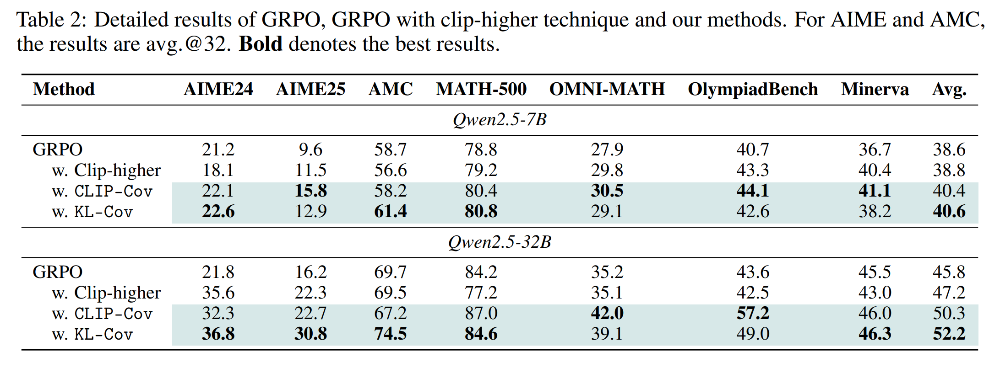 Table 2: Detailed results of GRPO, GRPO with clip-higher technique and our methods. For AIME and AMC,
the results are avg.@32. Bold denotes the best results.
Method AIME24 AIME25 AMC MATH-500 OMNI-MATH OlympiadBench Minerva Avg.
Qwen2.5-7B
GRPO 21.2 9.6 58.7 78.8 27.9 40.7 36.7 38.6
w. Clip-higher 18.1 11.5 56.6 79.2 29.8 43.3 40.4 38.8
w. CLIP-Cov 22.1 15.8 58.2 80.4 30.5 44.1 41.1 40.4
w. KL-Cov 22.6 12.9 61.4 80.8 29.1 42.6 38.2 40.6
Qwen2.5-32B
GRPO 21.8 16.2 69.7 84.2 35.2 43.6 45.5 45.8
w. Clip-higher 35.6 22.3 69.5 77.2 35.1 42.5 43.0 47.2
w. CLIP-Cov 32.3 22.7 67.2 87.0 42.0 57.2 46.0 50.3
w. KL-Cov 36.8 30.8 74.5 84.6 39.1 49.0 46.3 52.2